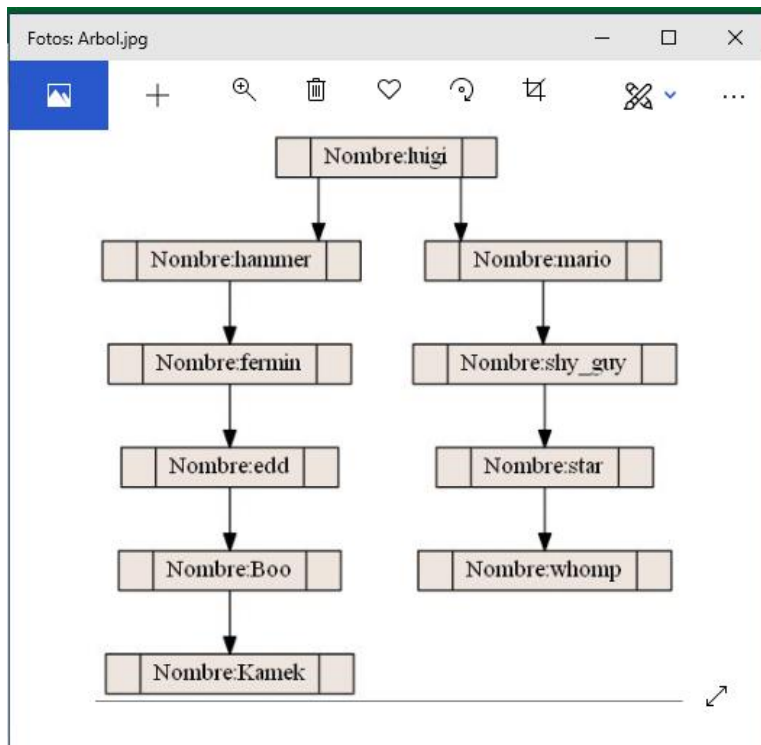 Fotos: Arbol.jpg
Nombre:luigi
Nombre:hammer
Nombre:mario
Nombre:fermin
Nombre:shy_guy
Nombre:edd
Nombre:star
Nombre:Boo
Nombre:whomp
Nombre:Kamek